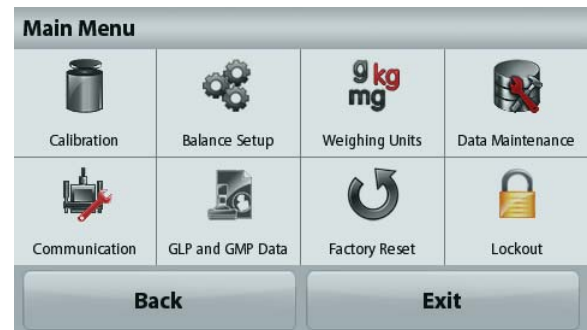 Main Menu
g kg
mg
Calibration
Balance Setup
Weighing Units
Data Maintenance
Communication
GLP and GMP Data
Factory Reset
Lockout
Back
Exit